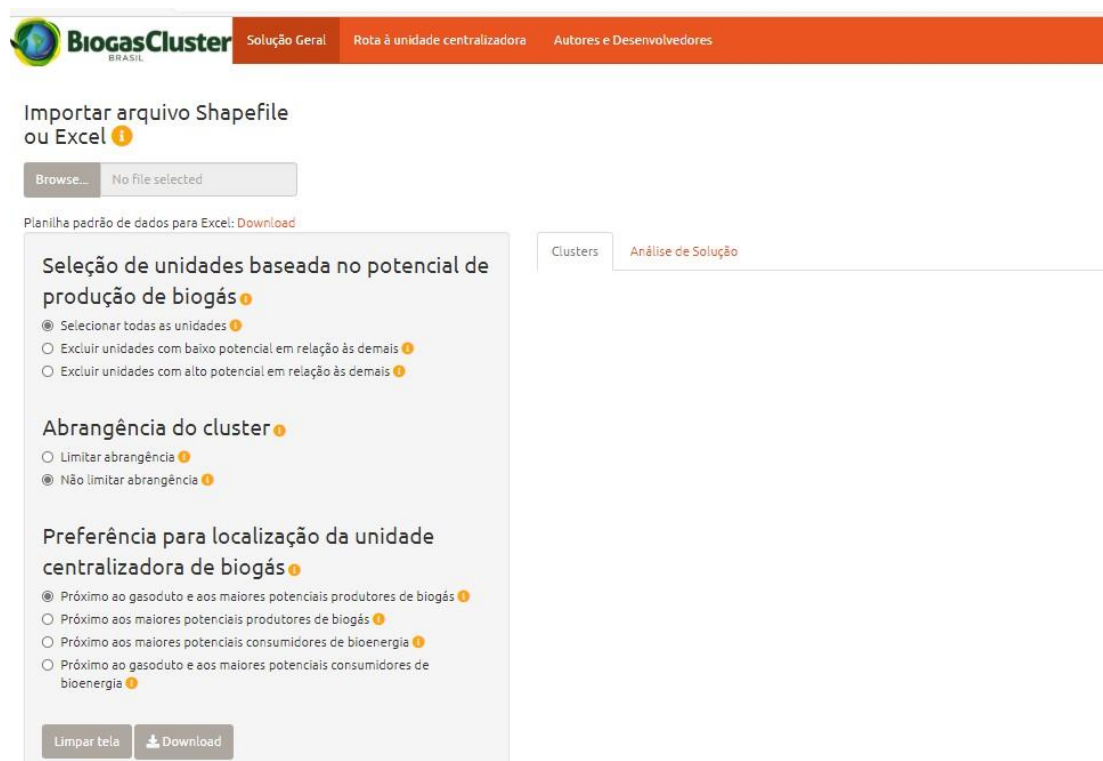 BIOGASCLUSTER
BRASIL
Solução Geral
Rota à unidade centralizadora
Autores e Desenvolvedores
Importar arquivo Shapefile
ou Excel
Browse...
No file selected
Planilha padrão de dados para Excel: Download
Seleção de unidades baseada no potencial de
produção de biogás
Selecionar todas as unidades
Excluir unidades com baixo potencial em relação às demais
Excluir unidades com alto potencial em relação às demais
Abrangência do cluster
Limitar abrangência
Não limitar abrangência
Preferência para localização da unidade
centralizadora de biogás
Próximo ao gasoduto e aos maiores potenciais produtores de biogás
Próximo aos maiores potenciais produtores de biogás
Próximo aos maiores potenciais consumidores de bioenergia
Próximo ao gasoduto e aos maiores potenciais consumidores de
bioenergia
Limpar tela
Download
Clusters
Análise de Solução